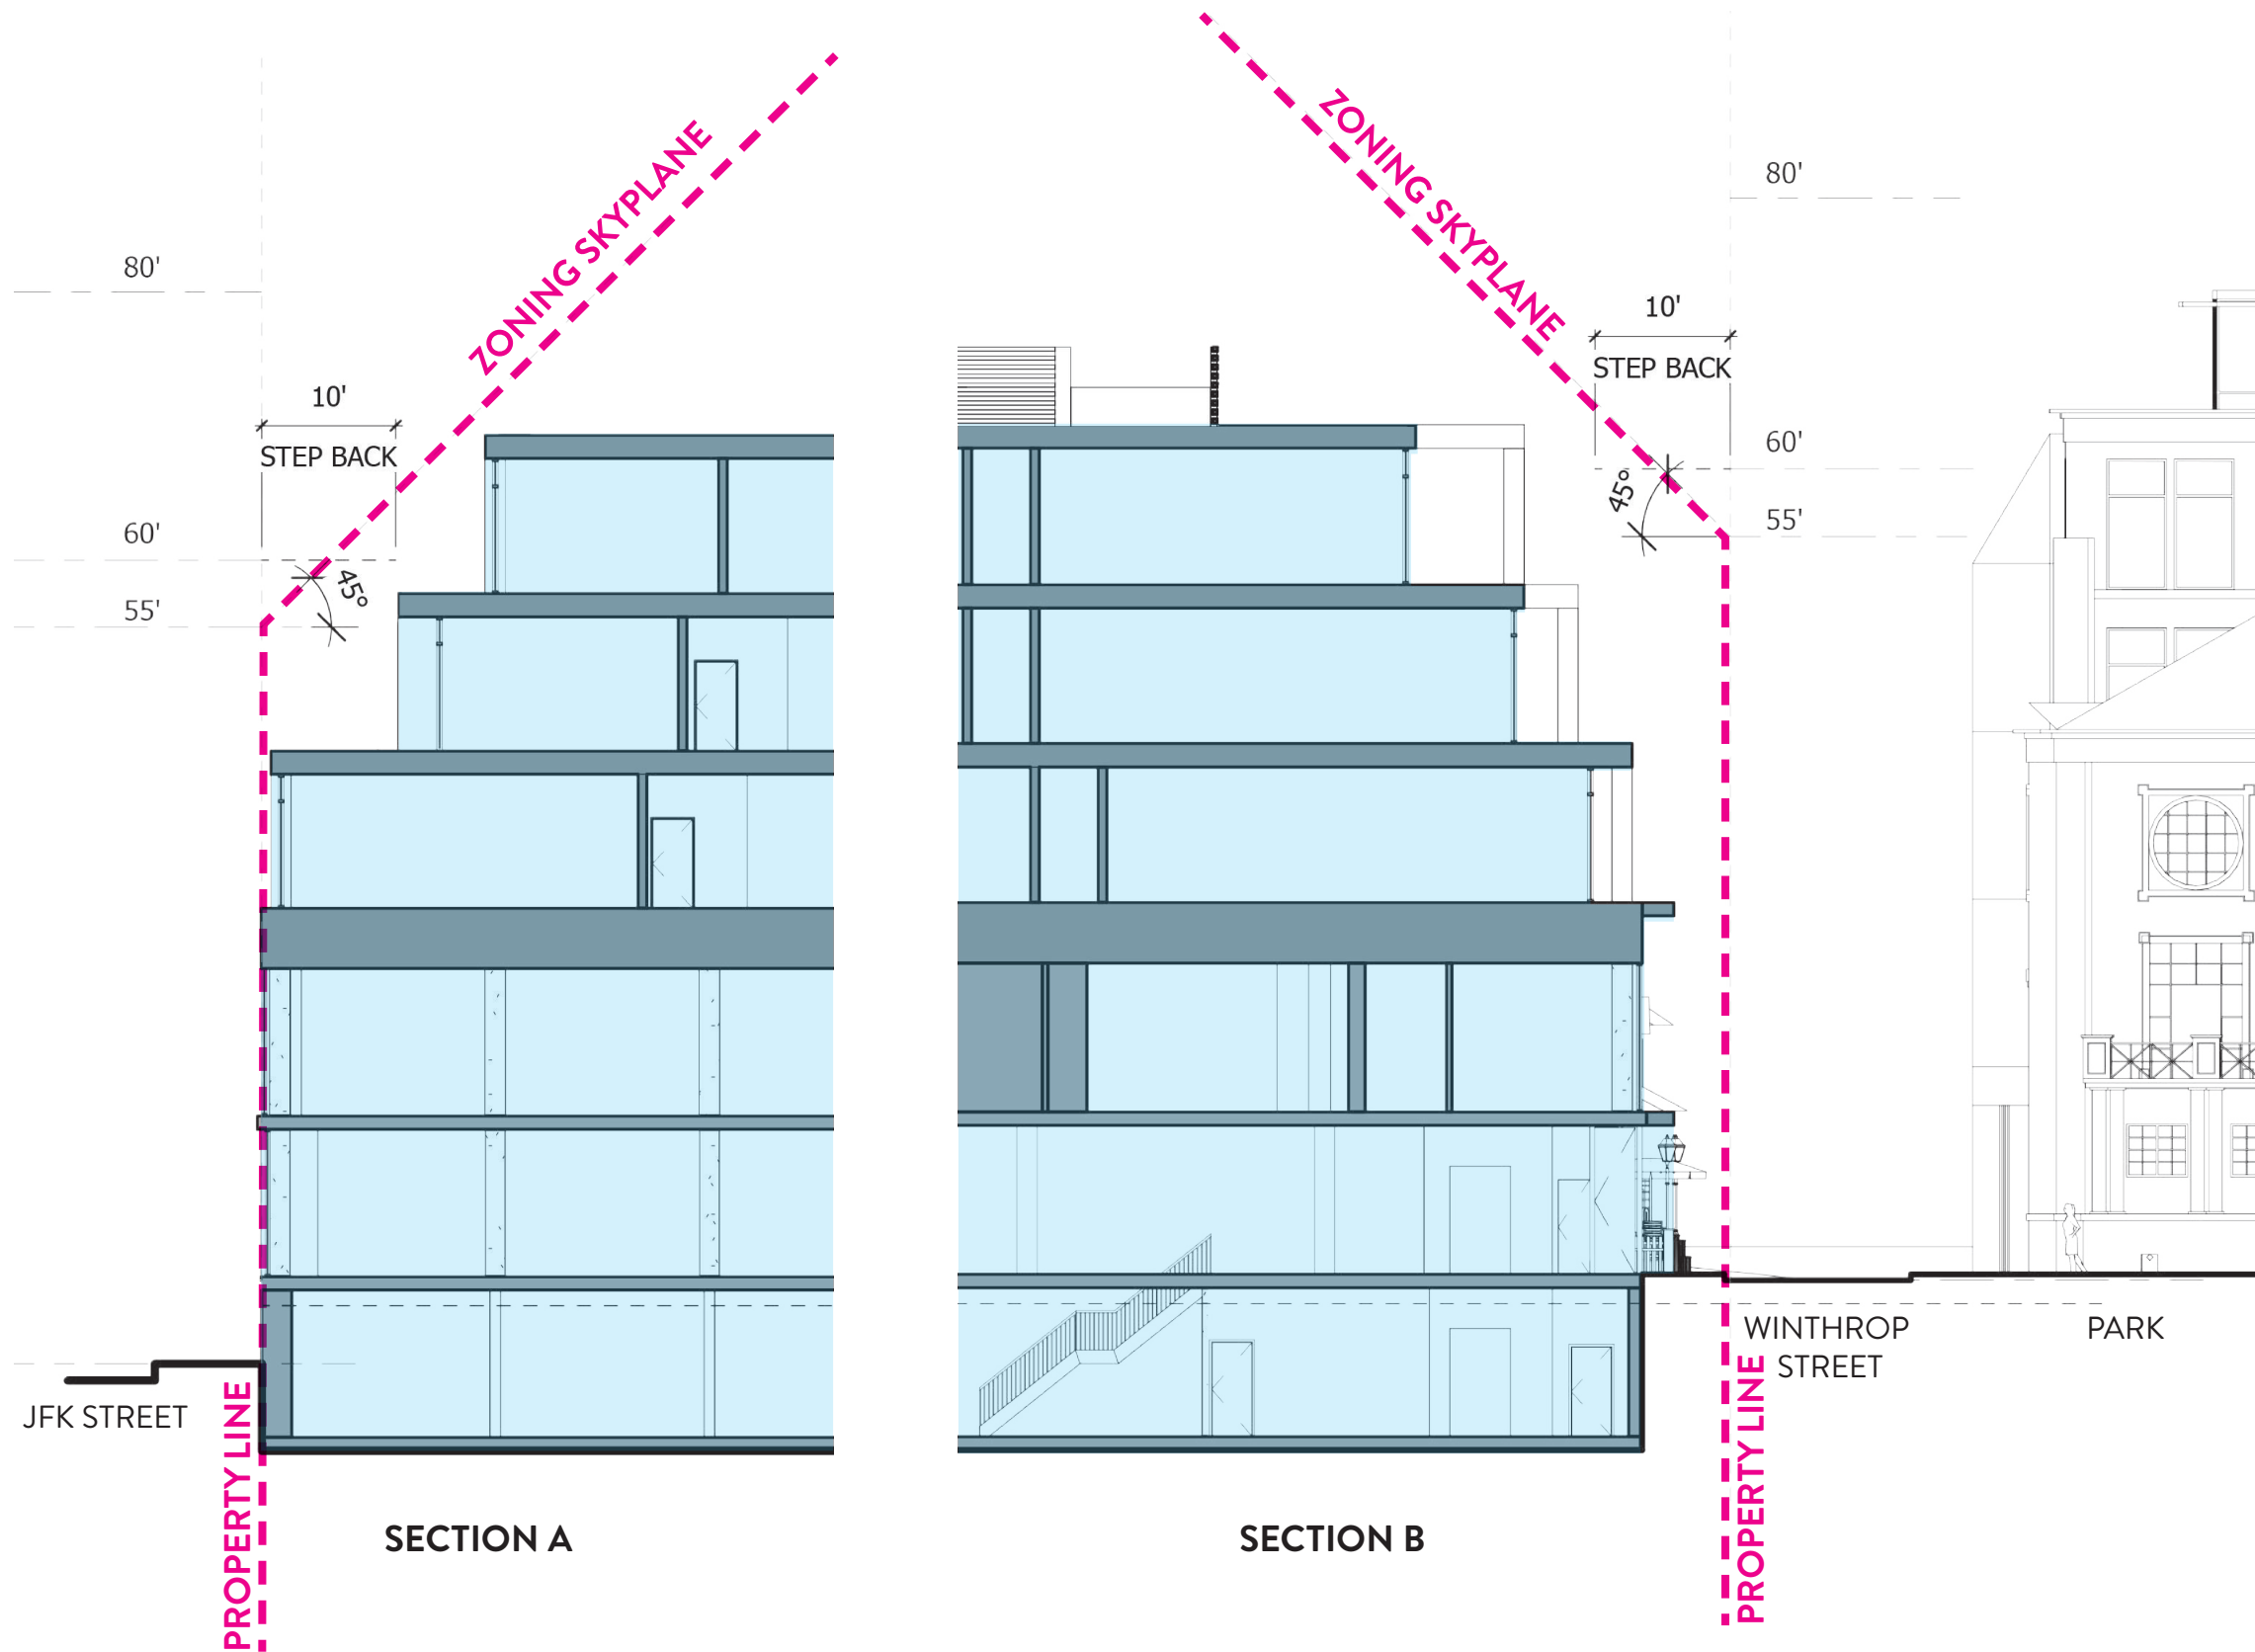 ZONING SKYPLANE
80'
10'
STEP BACK
60'
45°
55'
JFK STREET
PROPERTY LINE
SECTION A
ZONING SKYPLANE
80'
10'
STEP BACK
60'
45°
55'
WINTHROP
STREET
PARK
PROPERTY LINE
SECTION B